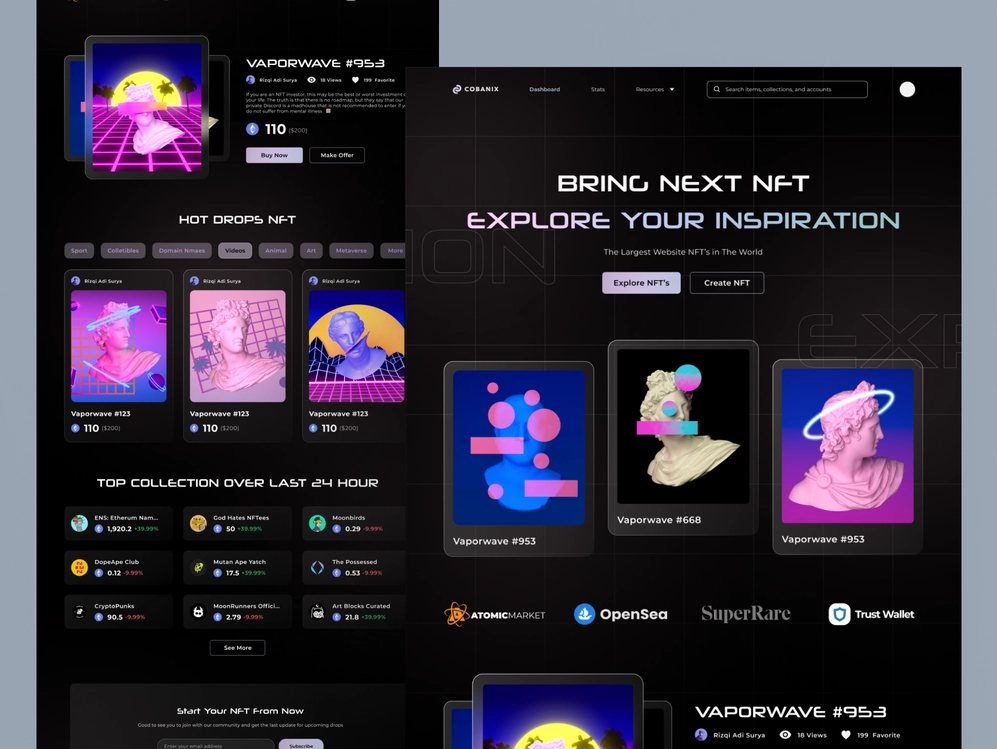 VAPORWAVE #953
Rizqi Adi Surya 18 Views 199 Favorite
If you are an NFT investor, this may be the best or worst investment o
your life. The truth is that there is no roadmap, but they say that our
private Discord is a madhouse that is not recommended to enter if yo
do not suffer from mental illness
110 ($200)
Buy Now Make Offer
HOT DROPS NFT
Sport Colletibles Domain Nmaes Videos Animal Art Metaverse More
Rizqi Adi Surya
Vaporwave #123
110 ($200)
Rizqi Adi Surya
Vaporwave #123
110 ($200)
Rizqi Adi Surya
Vaporwave #123
110 ($200)
TOP COLLECTION OVER LAST 24 HOUR
ENS: Etherum Nam...
1,920.2 +39.99%
God Hates NFTees
50 +39.99%
Moonbirds
0.29 -9.99%
DopeApe Club
0.12 -9.99%
Mutan Ape Yatch
17.5 +39.99%
The Possessed
0.53 -9.99%
CryptoPunks
90.5 -9.99%
MoonRunners Offici...
2.79 -9.99%
Art Blocks Curated
21.8 +39.99%
See More
Start Your NFT From Now
Good to see you to join with our community and get the last update for upcoming drops
Enter your email address Subscribe
COBANIX Dashboard Stats Resources Search items, collections, and accounts
BRING NEXT NFT
EXPLORE YOUR INSPIRATION
ION
The Largest Website NFT's in The World
Explore NFT's Create NFT
EXP
Vaporwave #953
Vaporwave #668
Vaporwave #953
ATOMICMARKET OpenSea SuperRare Trust Wallet
VAPORWAVE #953
Rizqi Adi Surya 18 Views 199 Favorite